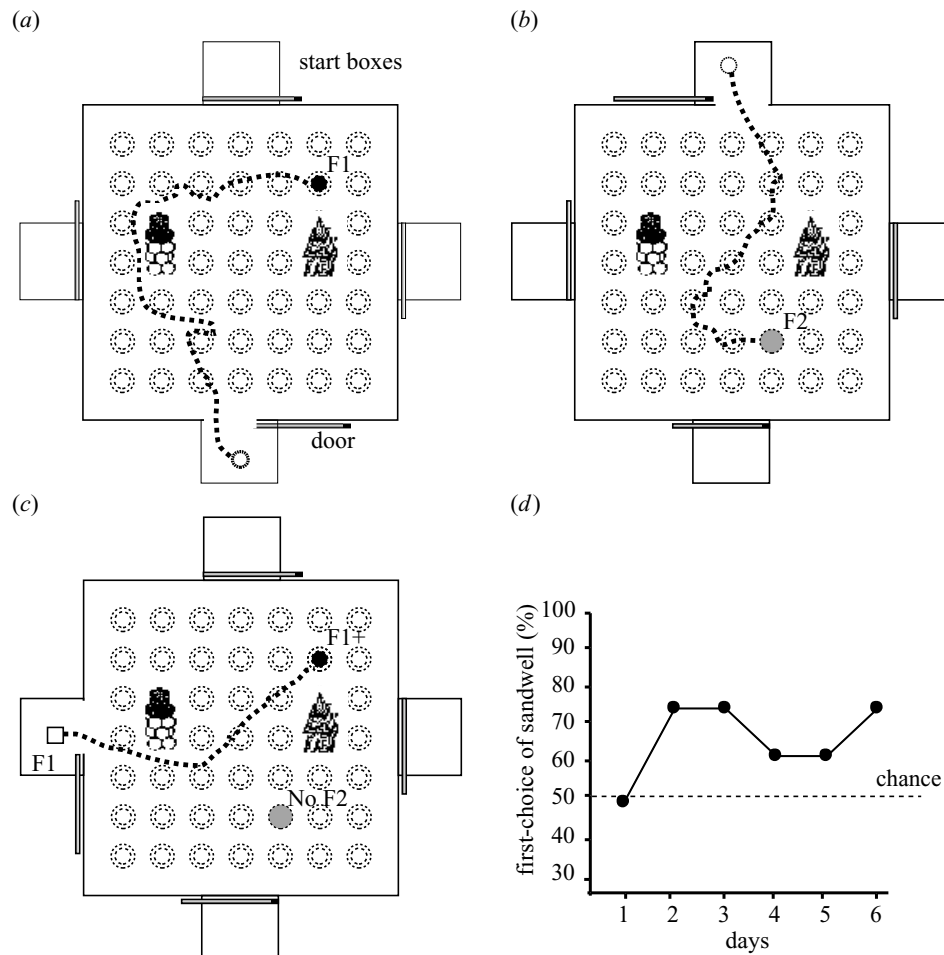 (a)
start boxes
F1
door
(b)
F2
(c)
F1+
F1
No F2
(d)
first-choice of sandwell (%)
100
90
80
70
60
50
40
30
chance
1 2 3 4 5 6
days